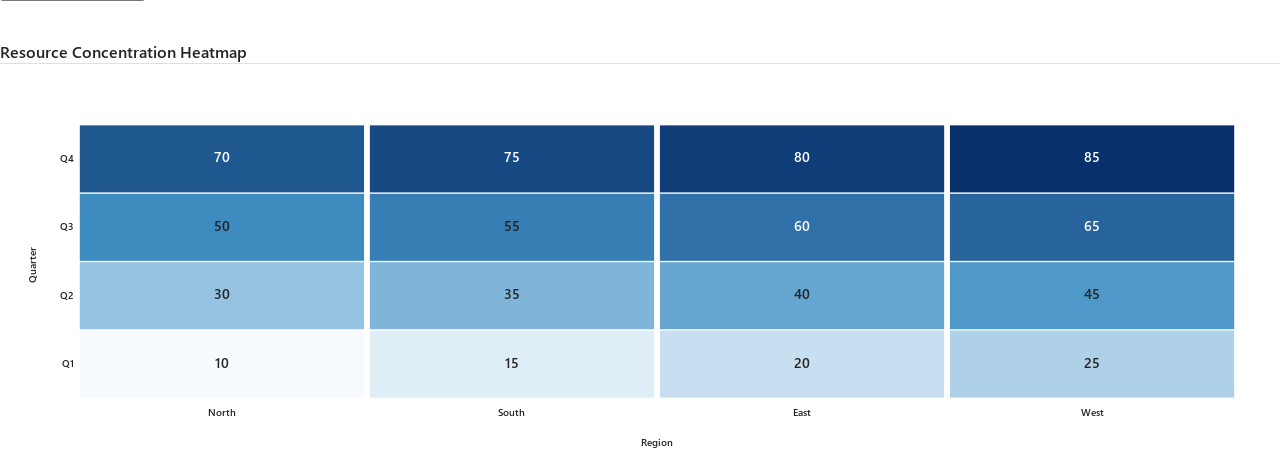 Resource Concentration Heatmap
Q4 70 75 80 85
Q3 50 55 60 65
Quarter
Q2 30 35 40 45
Q1 10 15 20 25
North South East West
Region